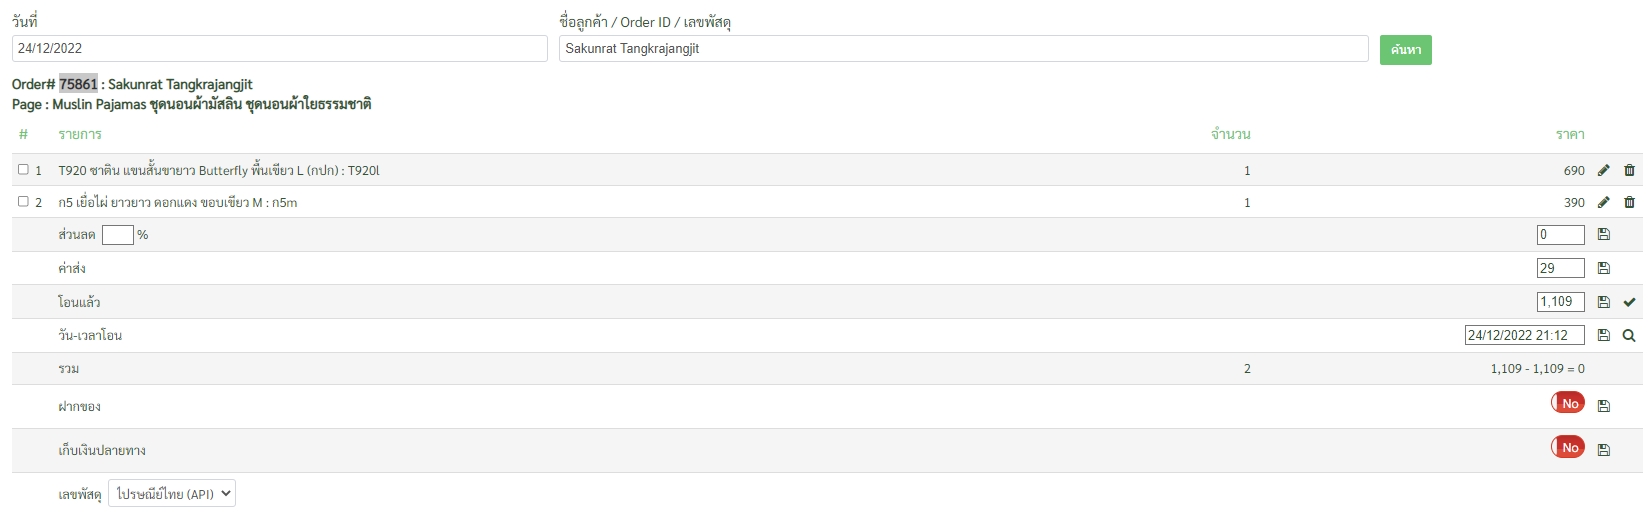 วันที่
ชื่อลูกค้า / Order ID / เลขพัสดุ
24/12/2022
Sakunrat Tangkrajangjit
ค้นหา
Order# 75861 : Sakunrat Tangkrajangjit
Page : Muslin Pajamas ชุดนอนผ้ามัสลิน ชุดนอนผ้าใยธรรมชาติ
# รายการ จำนวน ราคา
1 T920 ซาติน แขนสั้นขายาว Butterfly พื้นเขียว L (กปก) : T920l 1 690
2 ก5 เยื่อไผ่ ยาวยาว ดอกแดง ขอบเขียว M : ก5m 1 390
ส่วนลด % 0
ค่าส่ง 29
โอนแล้ว 1,109
วัน-เวลาโอน 24/12/2022 21:12
รวม 2 1,109 - 1,109 = 0
ฝากของ No
เก็บเงินปลายทาง No
เลขพัสดุ ไปรษณีย์ไทย (API)